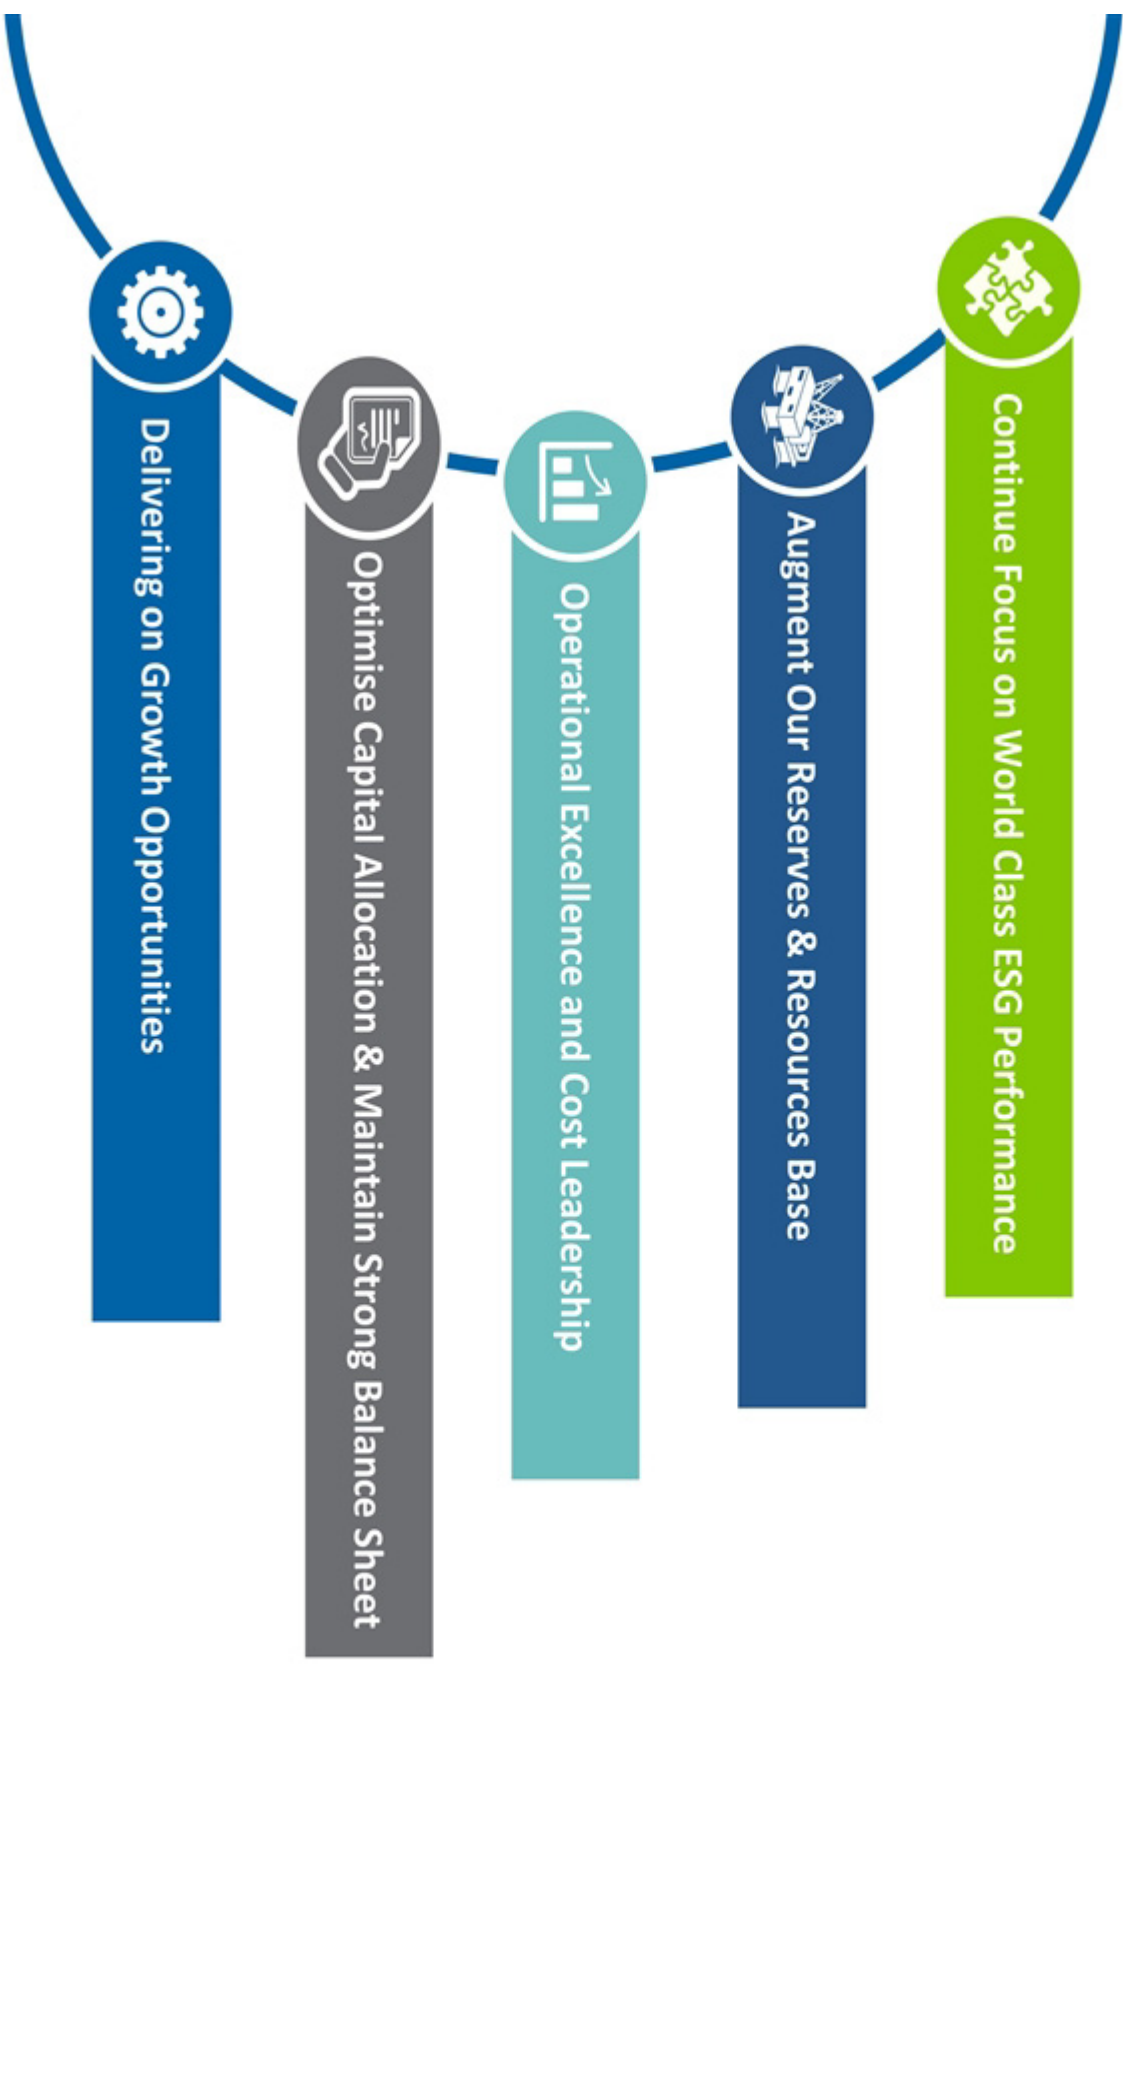 Continue Focus on World Class ESG Performance
Augment Our Reserves & Resources Base
Operational Excellence and Cost Leadership
Optimise Capital Allocation & Maintain Strong Balance Sheet
Delivering on Growth Opportunities